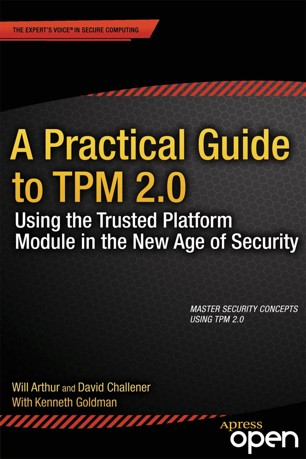 THE EXPERT'S VOICE® IN SECURE COMPUTING
A Practical Guide
to TPM 2.0
Using the Trusted Platform
Module in the New Age of Security
MASTER SECURITY CONCEPTS
USING TPM 2.0
Will Arthur and David Challener
With Kenneth Goldman
Apress
open